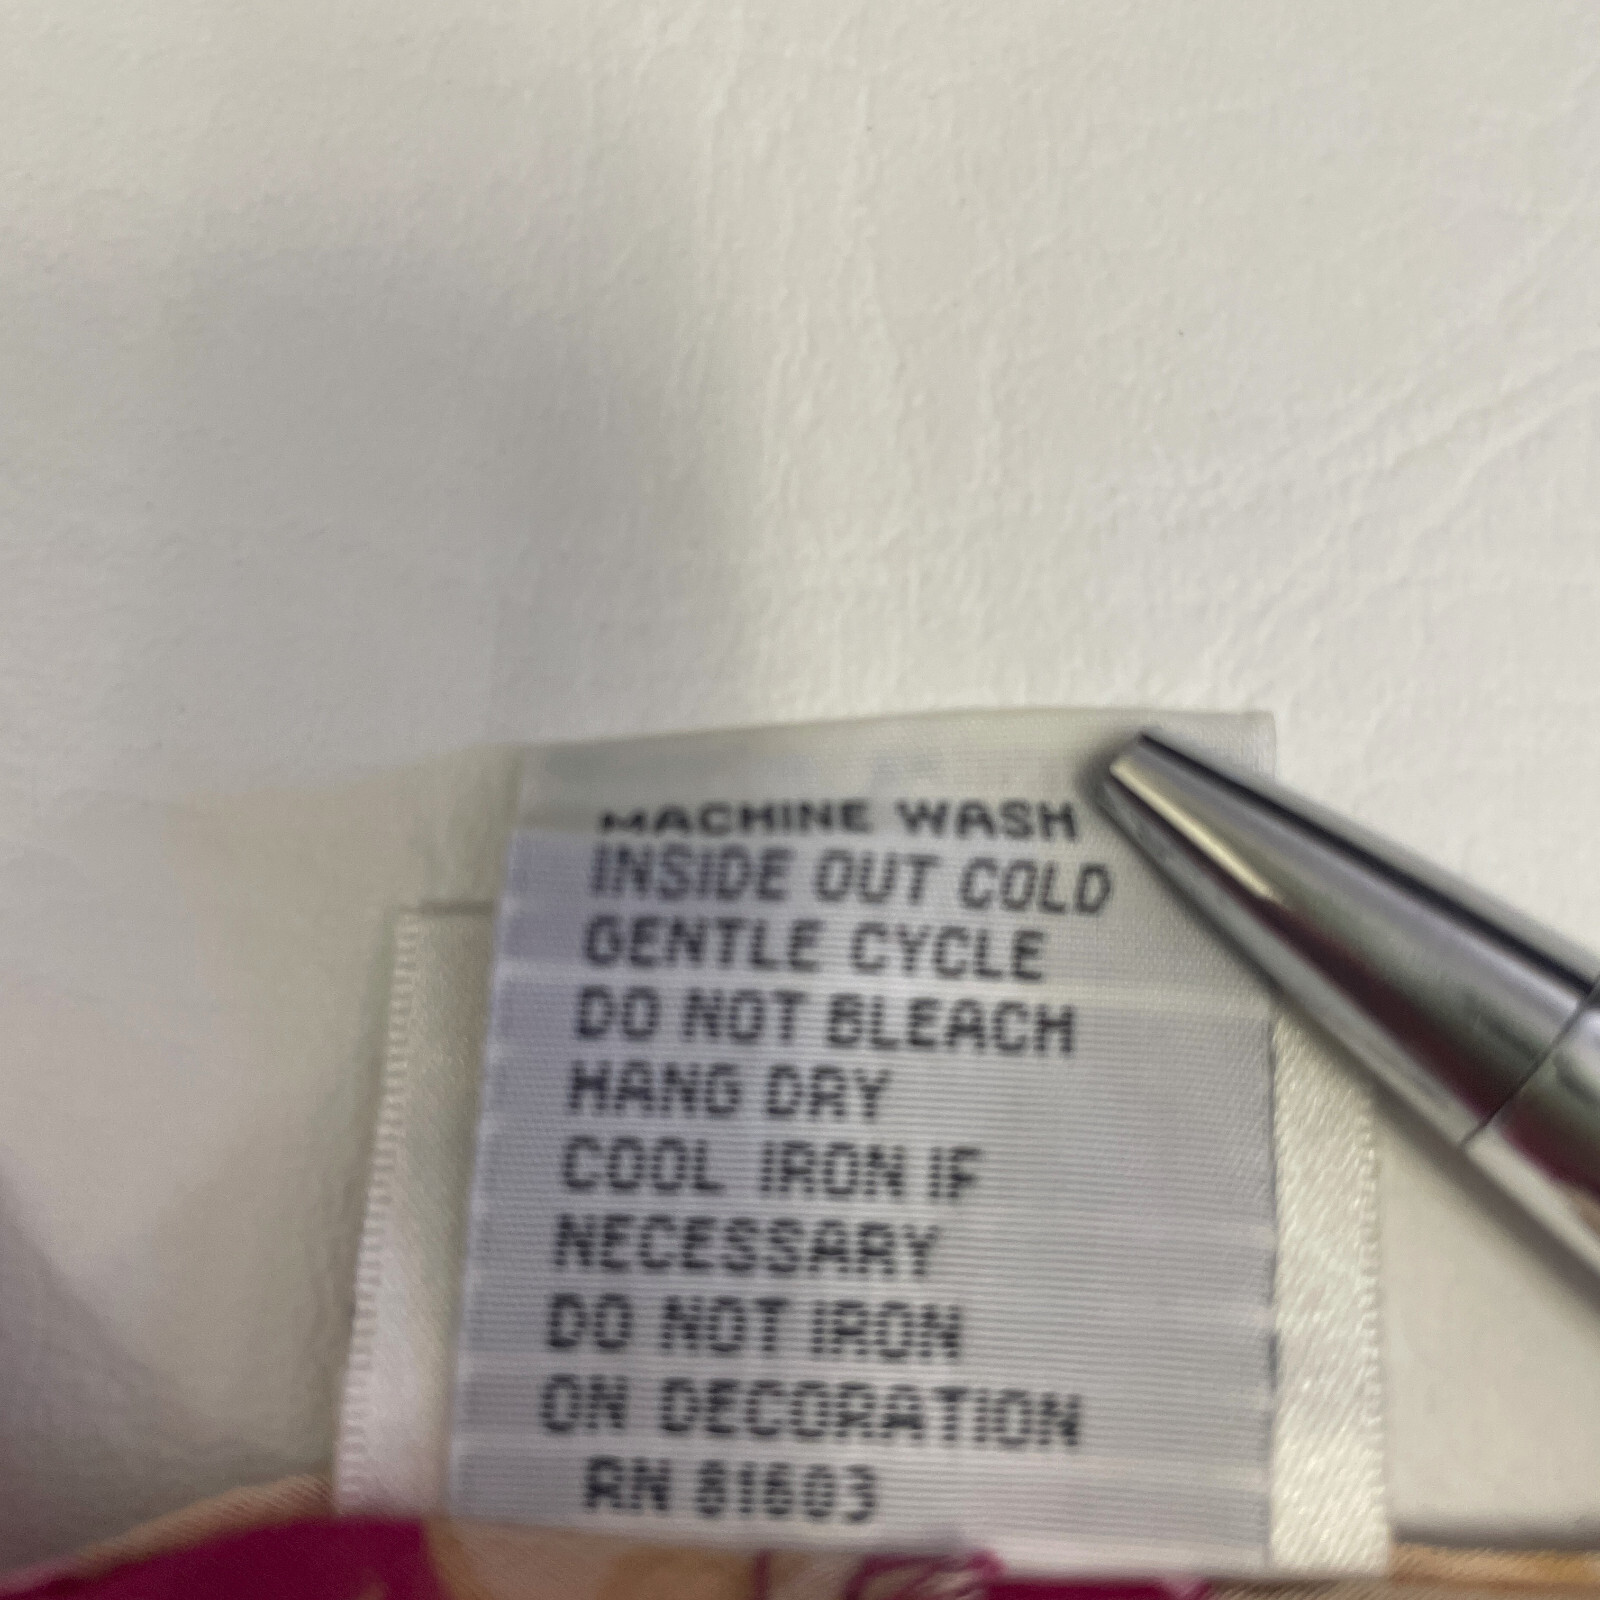 MACHINE WASH
INSIDE OUT COLD
GENTLE CYCLE
DO NOT BLEACH
HANG DRY
COOL IRON IF
NECESSARY
DO NOT IRON
ON DECORATION
RN 81603